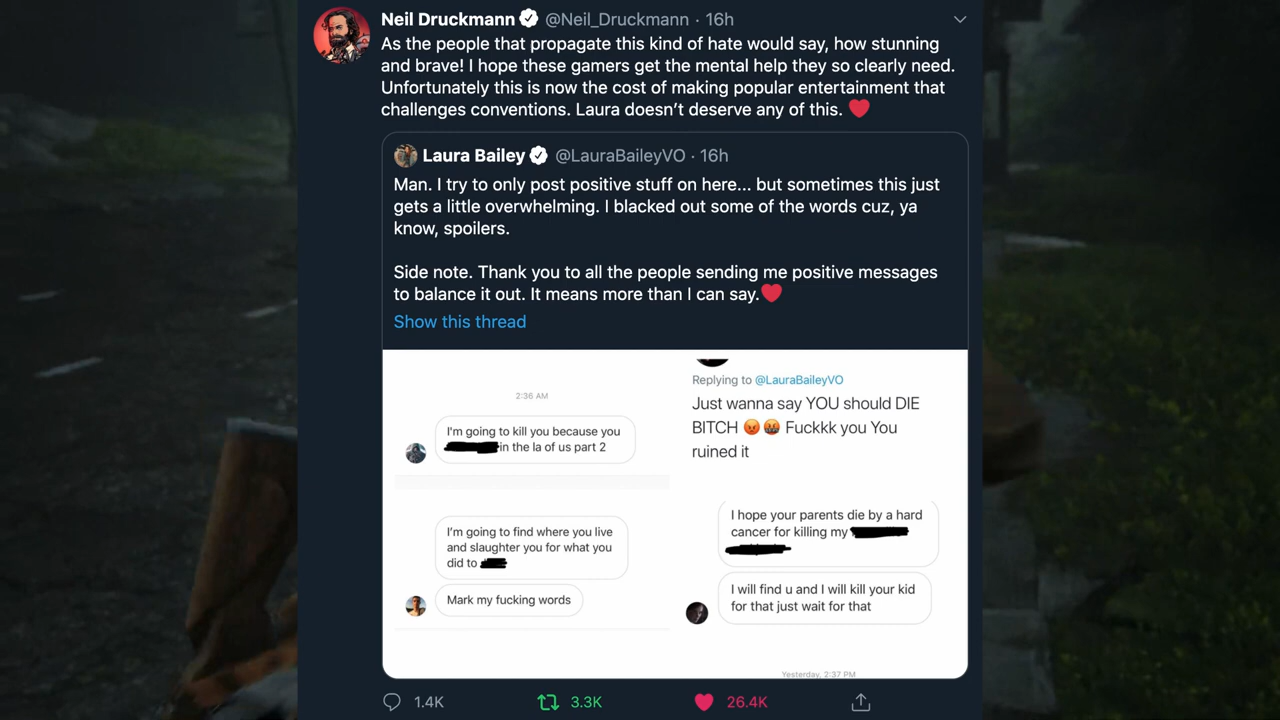 Neil Druckmann @Neil_Druckmann · 16h
As the people that propagate this kind of hate would say, how stunning
and brave! I hope these gamers get the mental help they so clearly need.
Unfortunately this is now the cost of making popular entertainment that
challenges conventions. Laura doesn’t deserve any of this. ❤️
Laura Bailey @LauraBaileyVO · 16h
Man. I try to only post positive stuff on here... but sometimes this just
gets a little overwhelming. I blacked out some of the words cuz, ya
know, spoilers.
Side note. Thank you to all the people sending me positive messages
to balance it out. It means more than I can say.❤️
Show this thread
2:36 AM
I'm going to kill you because you
in the la of us part 2
I'm going to find where you live
and slaughter you for what you
did to
Mark my fucking words
Replying to @LauraBaileyVO
Just wanna say YOU should DIE
BITCH 😡 🤬 Fuckkk you You
ruined it
I hope your parents die by a hard
cancer for killing my
I will find u and I will kill your kid
for that just wait for that
Yesterday, 2:37 PM
1.4K
3.3K
26.4K